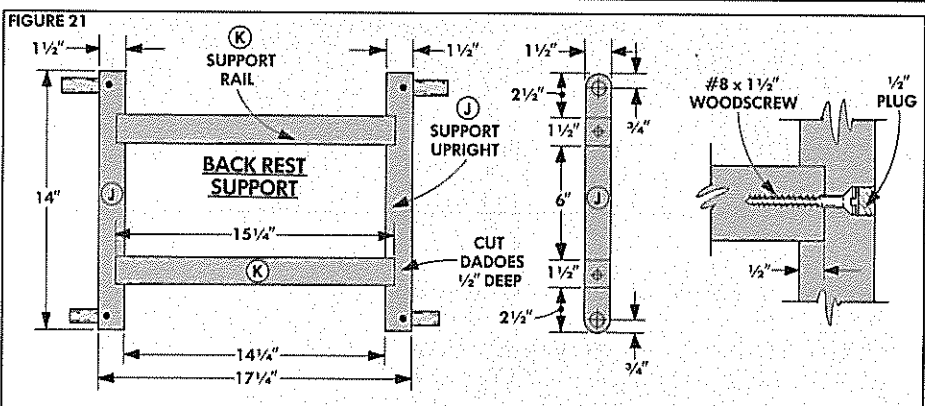 FIGURE 21
1½"
Ⓚ
SUPPORT
RAIL
1½"
14"
Ⓙ
BACK REST
SUPPORT
Ⓙ
SUPPORT
UPRIGHT
15¼"
Ⓚ
CUT
DADOES
½" DEEP
14¼"
17¼"
1½"
2½"
¾"
1½"
6"
Ⓙ
1½"
2½"
¾"
#8 x 1½"
WOODSCREW
½"
PLUG
½"